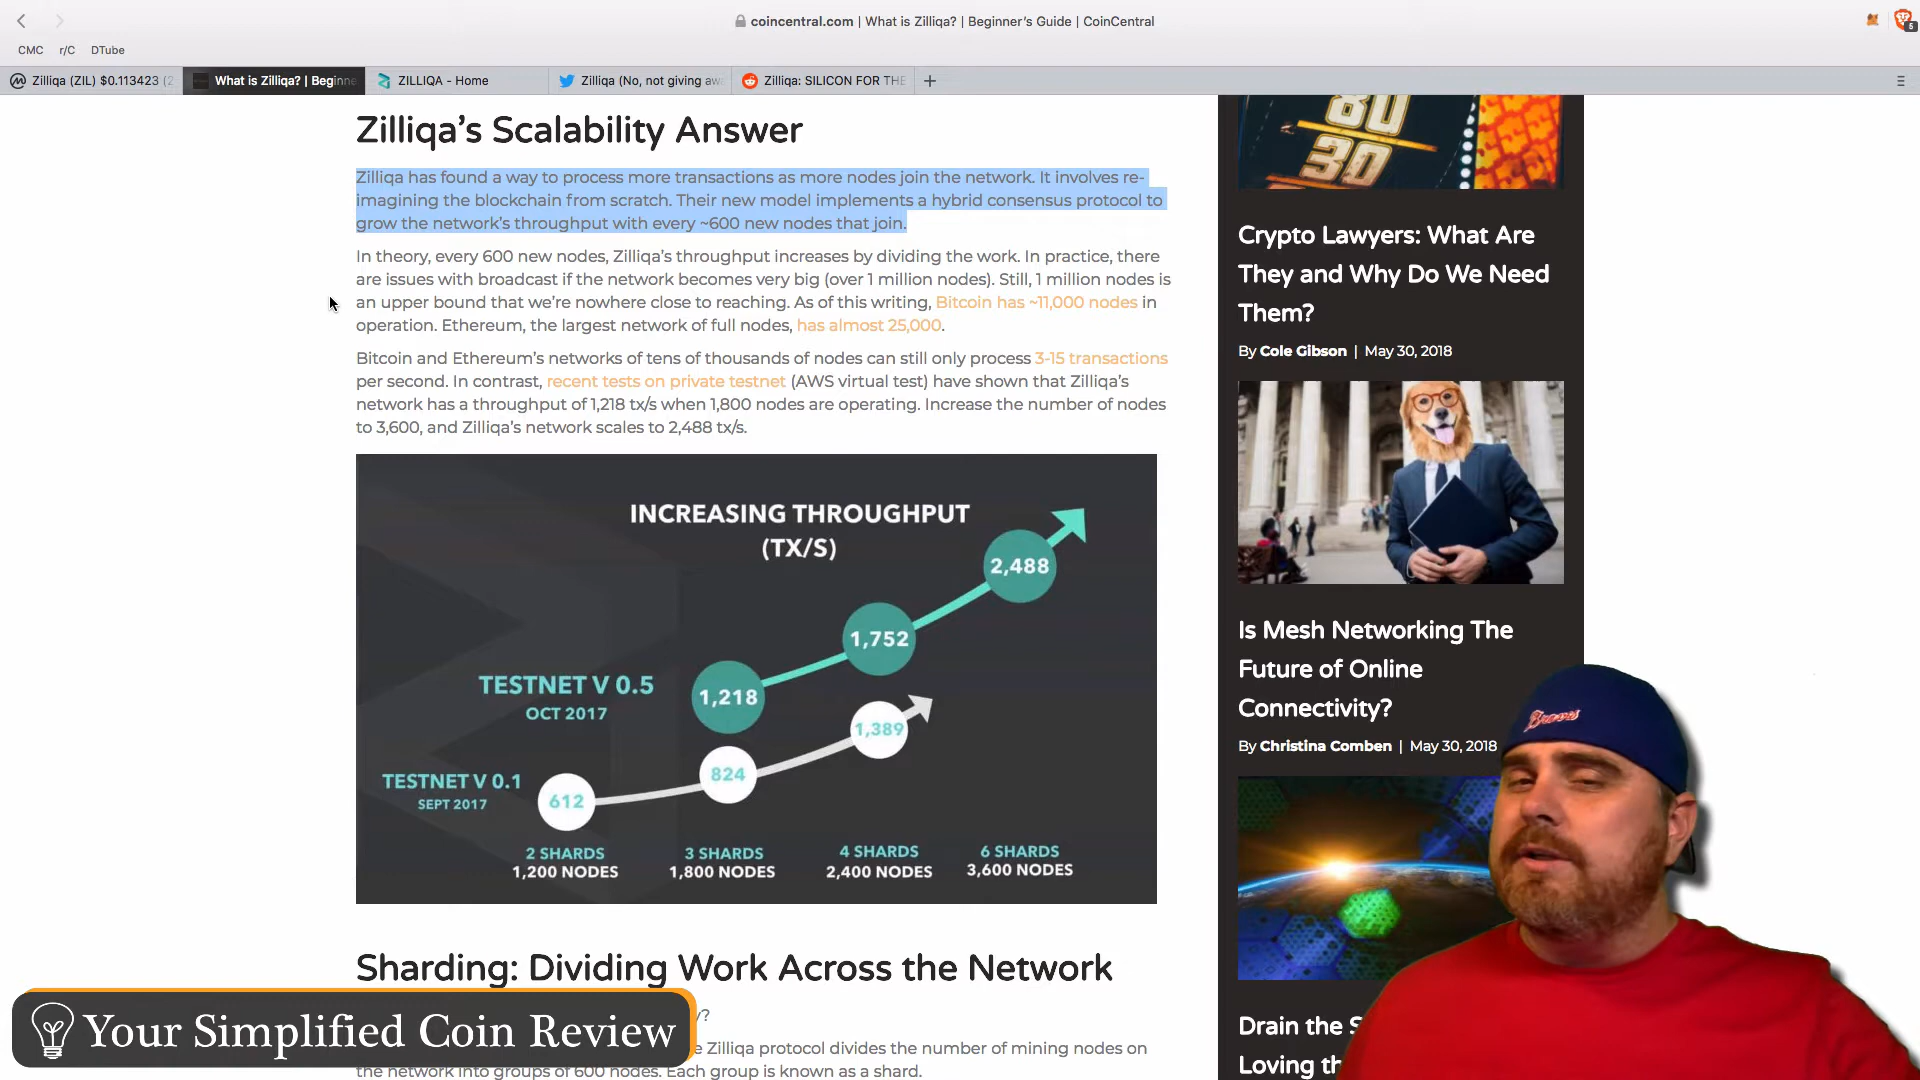 coincentral.com | What is Zilliqa? | Beginner's Guide | CoinCentral
5
CMC r/C DTube
Zilliqa (ZIL) $0.113423 (2
What is Zilliqa? | Beginne
ZILLIQA - Home
Zilliqa (No, not giving aw
Zilliqa: SILICON FOR THE
Zilliqa's Scalability Answer
Zilliqa has found a way to process more transactions as more nodes join the network. It involves re-
imagining the blockchain from scratch. Their new model implements a hybrid consensus protocol to
grow the network's throughput with every ~600 new nodes that join.
In theory, every 600 new nodes, Zilliqa's throughput increases by dividing the work. In practice, there
are issues with broadcast if the network becomes very big (over 1 million nodes). Still, 1 million nodes is
an upper bound that we're nowhere close to reaching. As of this writing, Bitcoin has ~11,000 nodes in
operation. Ethereum, the largest network of full nodes, has almost 25,000.
Bitcoin and Ethereum's networks of tens of thousands of nodes can still only process 3-15 transactions
per second. In contrast, recent tests on private testnet (AWS virtual test) have shown that Zilliqa's
network has a throughput of 1,218 tx/s when 1,800 nodes are operating. Increase the number of nodes
to 3,600, and Zilliqa's network scales to 2,488 tx/s.
INCREASING THROUGHPUT
(TX/S)
2,488
1,752
TESTNET V 0.5
OCT 2017
1,218
1,389
TESTNET V 0.1
SEPT 2017
824
612
2 SHARDS
1,200 NODES
3 SHARDS
1,800 NODES
4 SHARDS
2,400 NODES
6 SHARDS
3,600 NODES
Sharding: Dividing Work Across the Network
y?
e Zilliqa protocol divides the number of mining nodes on
the network into groups of 600 nodes. Each group is known as a shard.
Your Simplified Coin Review
80
30
Crypto Lawyers: What Are
They and Why Do We Need
Them?
By Cole Gibson | May 30, 2018
Is Mesh Networking The
Future of Online
Connectivity?
By Christina Comben | May 30, 2018
Drain the S
Loving th
Braves